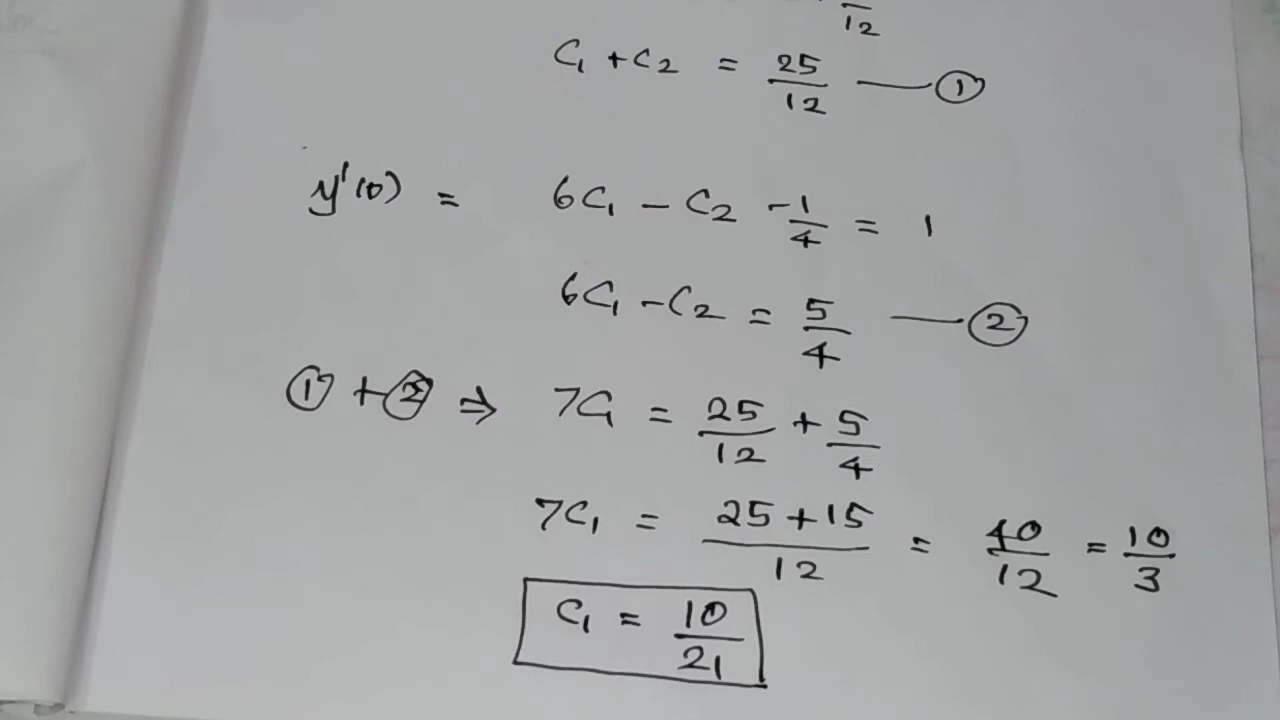 12
C₁ + C₂ = 25/12 —— ①
y'(0) = 6C₁ - C₂ - 1/4 = 1
6C₁ - C₂ = 5/4 —— ②
① + ② ⇒ 7C₁ = 25/12 + 5/4
7C₁ = (25 + 15)/12 = 40/12 = 10/3
C₁ = 10/21